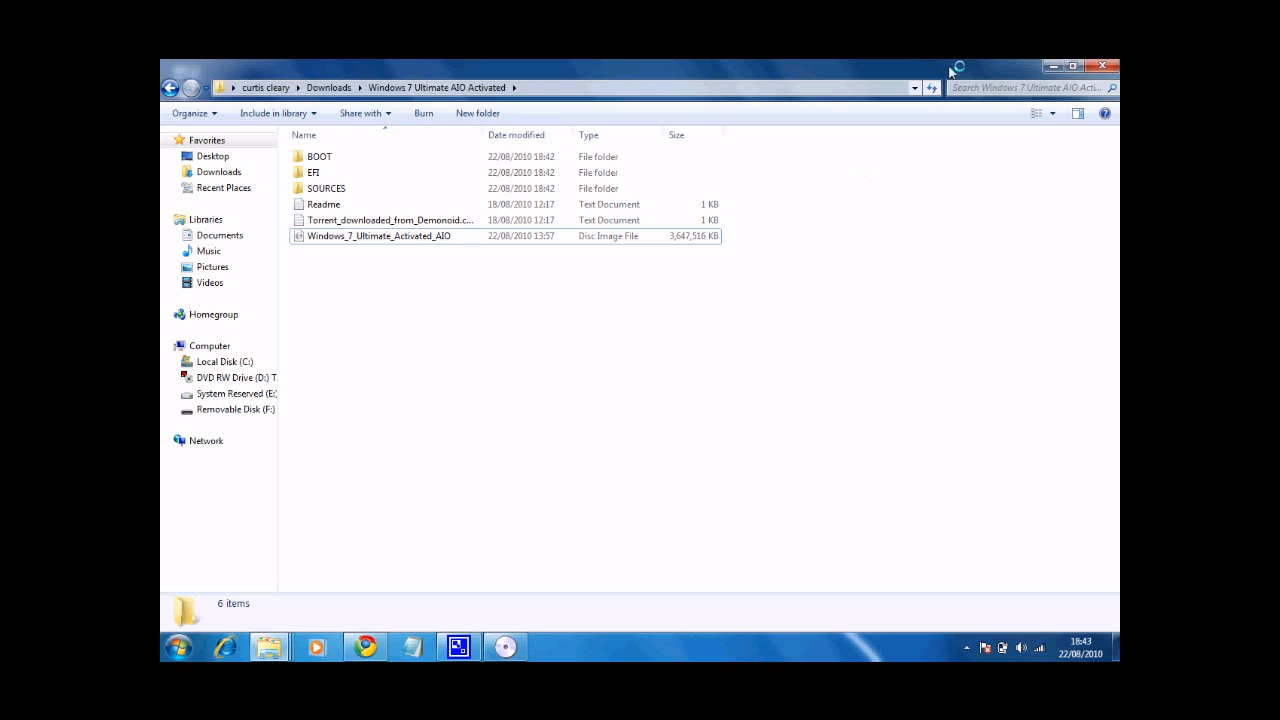 curtis cleary Downloads Windows 7 Ultimate AIO Activated
Search Windows 7 Ultimate AIO Acti...
Organize Include in library Share with Burn New folder
Name Date modified Type Size
Favorites
Desktop
Downloads
Recent Places
Libraries
Documents
Music
Pictures
Videos
Homegroup
Computer
Local Disk (C:)
DVD RW Drive (D:) T
System Reserved (E:
Removable Disk (F:)
Network
BOOT 22/08/2010 18:42 File folder
EFI 22/08/2010 18:42 File folder
SOURCES 22/08/2010 18:42 File folder
Readme 18/08/2010 12:17 Text Document 1 KB
Torrent_downloaded_from_Demonoid.c... 18/08/2010 12:17 Text Document 1 KB
Windows_7_Ultimate_Activated_AIO 22/08/2010 13:57 Disc Image File 3,647,516 KB
6 items
18:43
22/08/2010